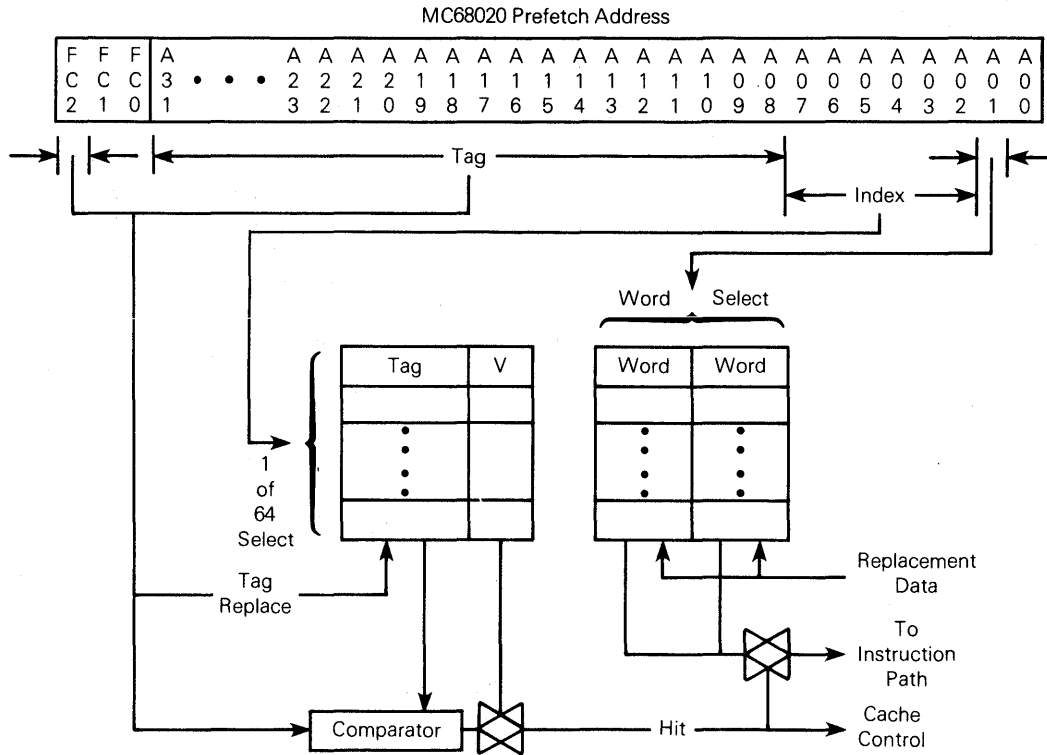 MC68020 Prefetch Address
F F F A A A A A A A A A A A A A A A A A A A A A A A A A
C C C 3 • • • 2 2 2 2 1 1 1 1 1 1 1 1 1 1 0 0 0 0 0 0 0 0 0 0
2 1 0 1 3 2 1 0 9 8 7 6 5 4 3 2 1 0 9 8 7 6 5 4 3 2 1 0
Tag
Index
Word Select
Tag V Word Word
1
of
64
Select
Tag
Replace
Replacement
Data
To
Instruction
Path
Comparator
Hit
Cache
Control